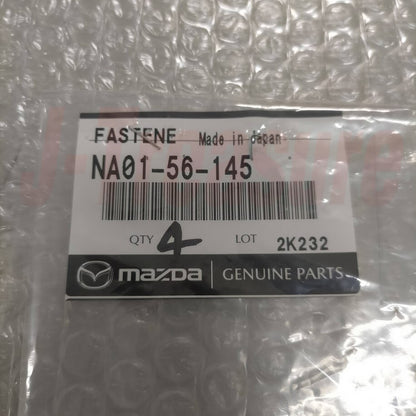 FASTENE Made in Japan
NA01-56-145
QTY 4 LOT 2K232
mazda GENUINE PARTS